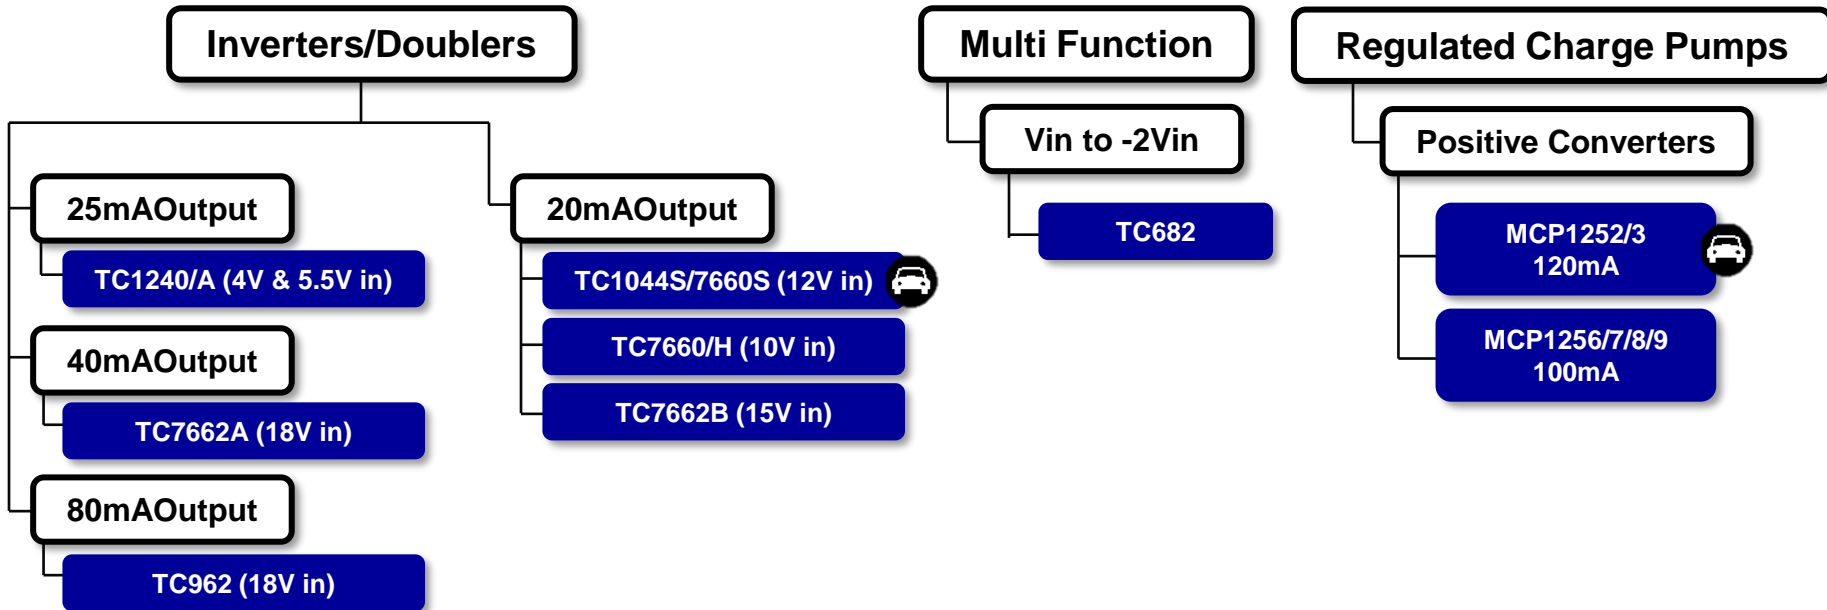 Inverters/Doublers
25mAOutput
TC1240/A (4V & 5.5V in)
40mAOutput
TC7662A (18V in)
80mAOutput
TC962 (18V in)
20mAOutput
TC1044S/7660S (12V in)
TC7660/H (10V in)
TC7662B (15V in)
Multi Function
Vin to -2Vin
TC682
Regulated Charge Pumps
Positive Converters
MCP1252/3
120mA
MCP1256/7/8/9
100mA